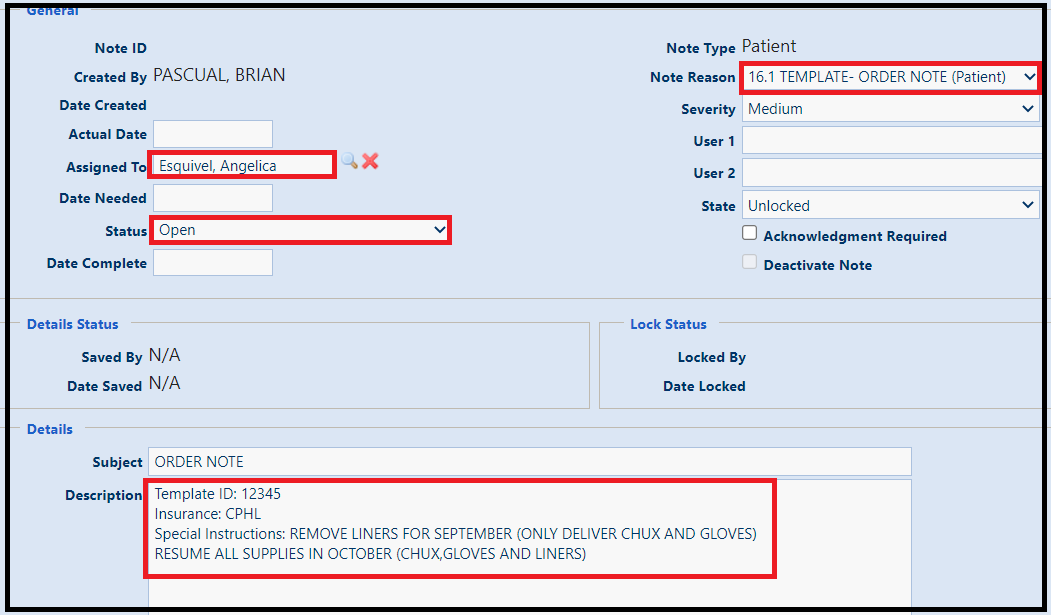 General
Note ID
Created By PASCUAL, BRIAN
Date Created
Actual Date
Assigned To Esquivel, Angelica
Date Needed
Status Open
Date Complete
Note Type Patient
Note Reason 16.1 TEMPLATE- ORDER NOTE (Patient)
Severity Medium
User 1
User 2
State Unlocked
Acknowledgment Required
Deactivate Note
Details Status
Saved By N/A
Date Saved N/A
Lock Status
Locked By
Date Locked
Details
Subject ORDER NOTE
Description Template ID: 12345
Insurance: CPHL
Special Instructions: REMOVE LINERS FOR SEPTEMBER (ONLY DELIVER CHUX AND GLOVES)
RESUME ALL SUPPLIES IN OCTOBER (CHUX,GLOVES AND LINERS)